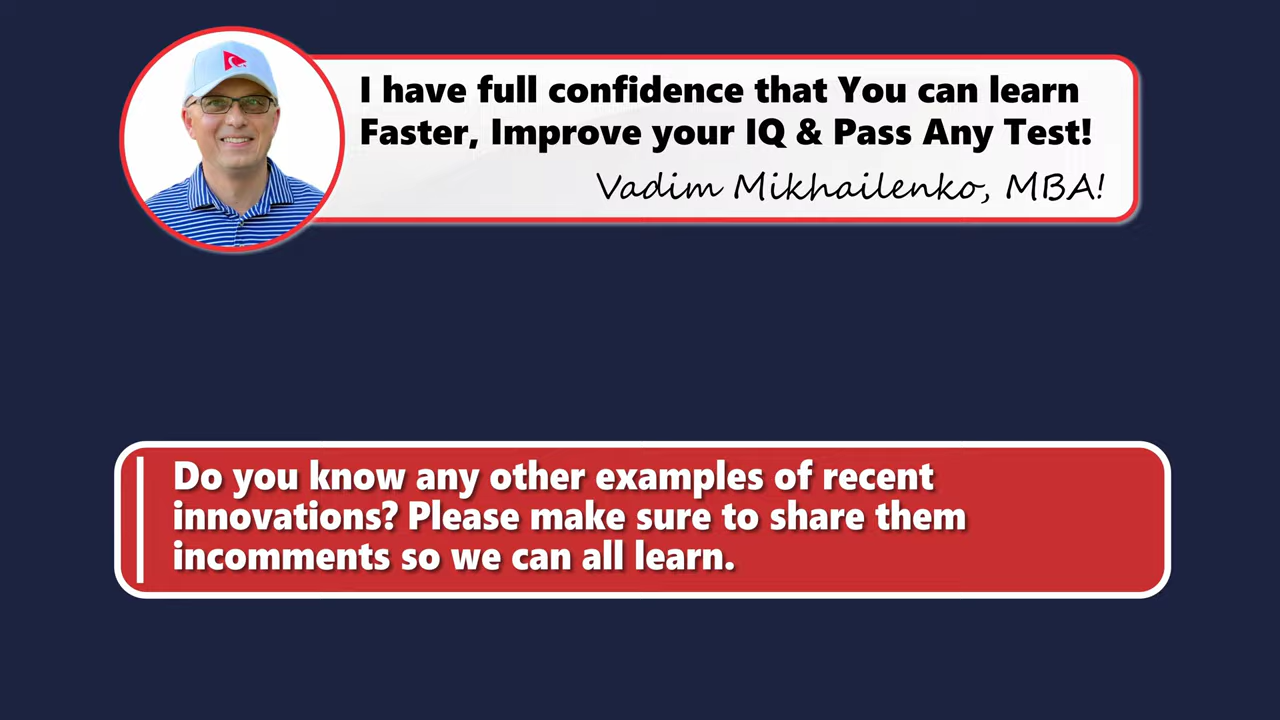 I have full confidence that You can learn
Faster, Improve your IQ & Pass Any Test!
Vadim Mikhailenko, MBA!
Do you know any other examples of recent
innovations? Please make sure to share them
incomments so we can all learn.